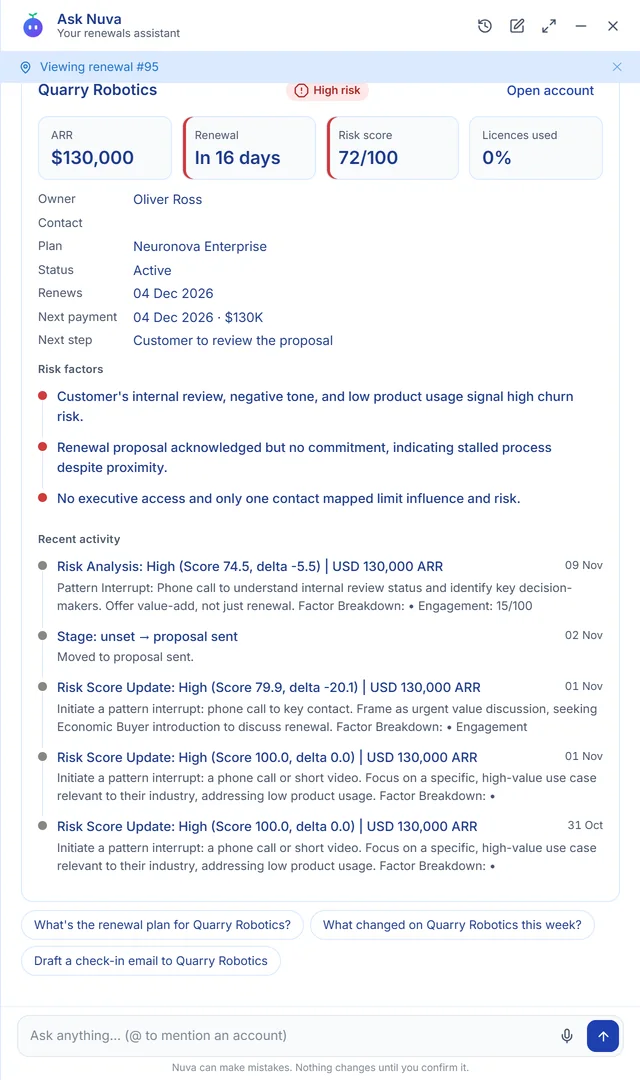 Ask Nuva
Your renewals assistant
Viewing renewal #95
Quarry Robotics
High risk
Open account
ARR
$130,000
Renewal
In 16 days
Risk score
72/100
Licences used
0%
Owner Oliver Ross
Contact
Plan Neuronova Enterprise
Status Active
Renews 04 Dec 2026
Next payment 04 Dec 2026 · $130K
Next step Customer to review the proposal
Risk factors
Customer's internal review, negative tone, and low product usage signal high churn
risk.
Renewal proposal acknowledged but no commitment, indicating stalled process
despite proximity.
No executive access and only one contact mapped limit influence and risk.
Recent activity
Risk Analysis: High (Score 74.5, delta -5.5) | USD 130,000 ARR 09 Nov
Pattern Interrupt: Phone call to understand internal review status and identify key decision-
makers. Offer value-add, not just renewal. Factor Breakdown: • Engagement: 15/100
Stage: unset → proposal sent 02 Nov
Moved to proposal sent.
Risk Score Update: High (Score 79.9, delta -20.1) | USD 130,000 ARR 01 Nov
Initiate a pattern interrupt: phone call to key contact. Frame as urgent value discussion, seeking
Economic Buyer introduction to discuss renewal. Factor Breakdown: • Engagement
Risk Score Update: High (Score 100.0, delta 0.0) | USD 130,000 ARR 01 Nov
Initiate a pattern interrupt: a phone call or short video. Focus on a specific, high-value use case
relevant to their industry, addressing low product usage. Factor Breakdown: •
Risk Score Update: High (Score 100.0, delta 0.0) | USD 130,000 ARR 31 Oct
Initiate a pattern interrupt: a phone call or short video. Focus on a specific, high-value use case
relevant to their industry, addressing low product usage. Factor Breakdown: •
What's the renewal plan for Quarry Robotics?
What changed on Quarry Robotics this week?
Draft a check-in email to Quarry Robotics
Ask anything... (@ to mention an account)
Nuva can make mistakes. Nothing changes until you confirm it.